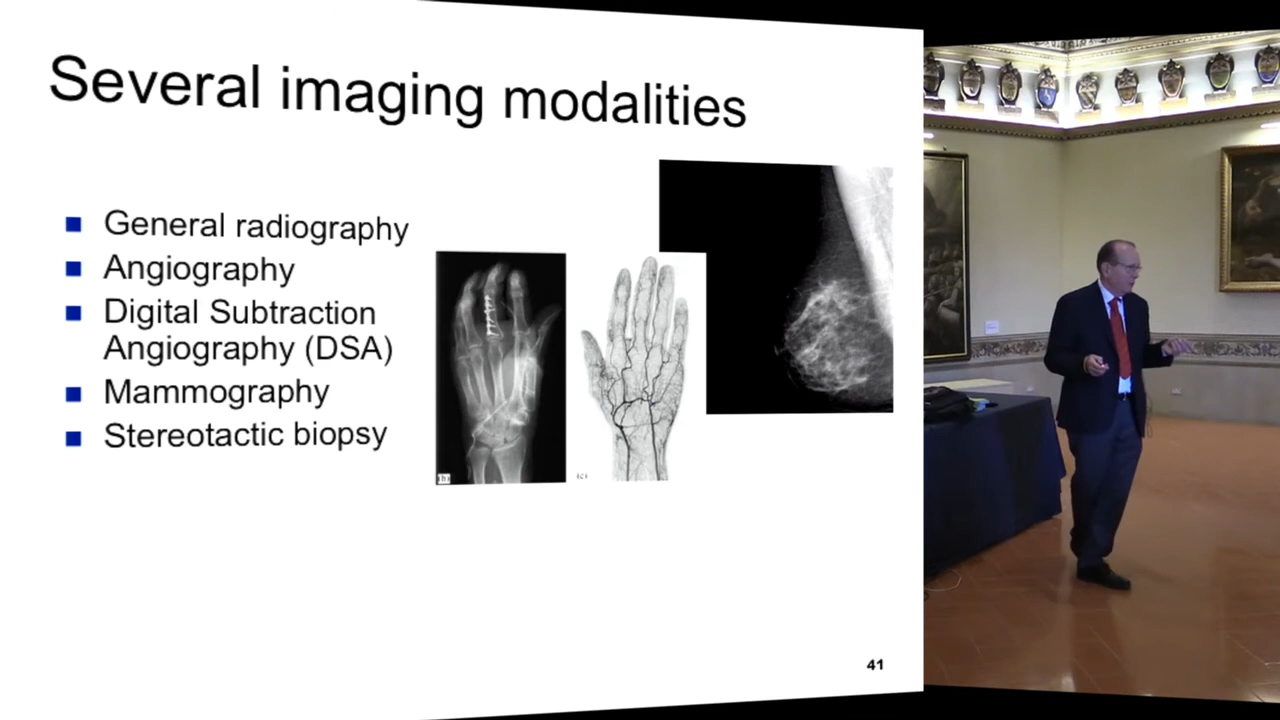 Several imaging modalities
General radiography
Angiography
Digital Subtraction
Angiography (DSA)
Mammography
Stereotactic biopsy
(b)
(c)
41